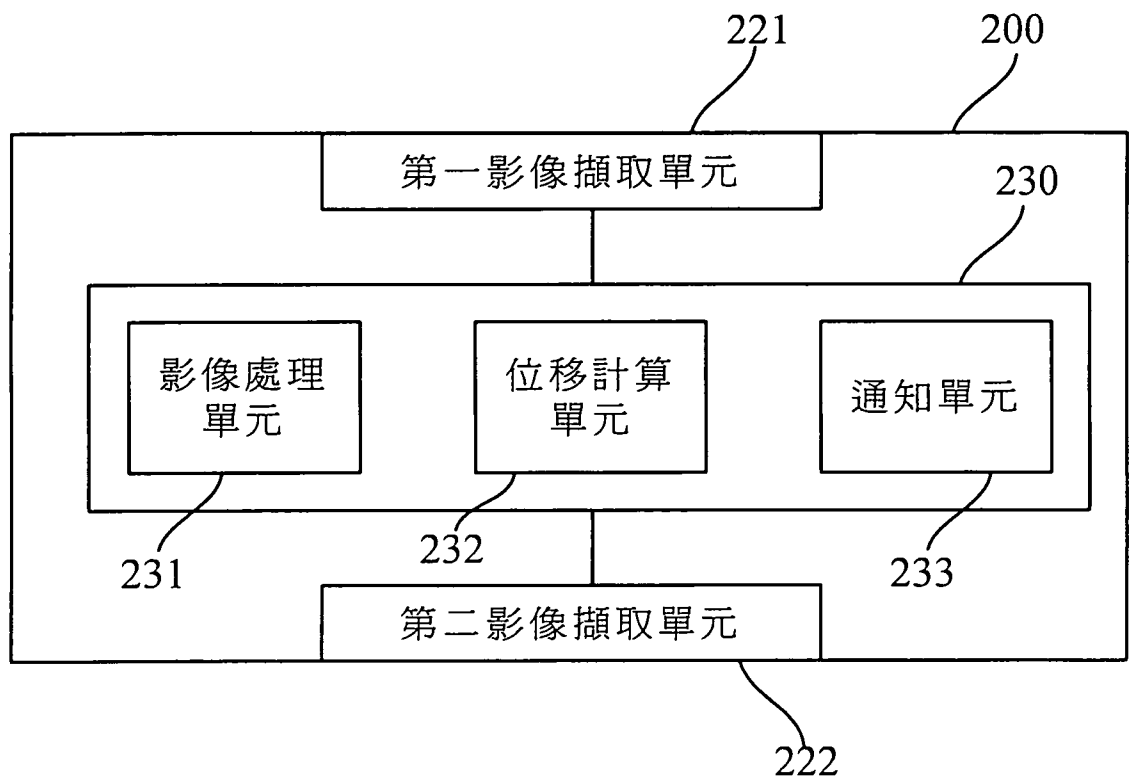 221
200
第一影像擷取單元
230
影像處理
單元
位移計算
單元
通知單元
231
232
233
第二影像擷取單元
222